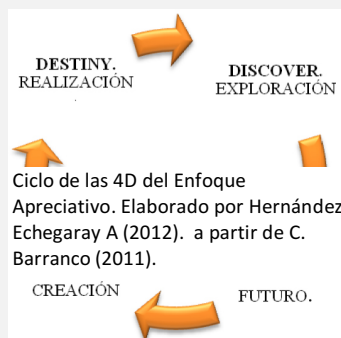 DESTINY.
REALIZACIÓN
DISCOVER.
EXPLORACIÓN
Ciclo de las 4D del Enfoque
Apreciativo. Elaborado por Hernández
Echegaray A (2012).  a partir de C.
Barranco (2011).
CREACIÓN
FUTURO.